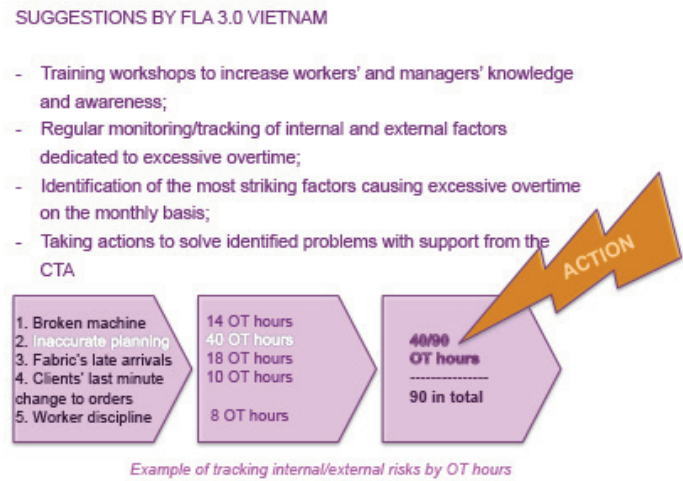 SUGGESTIONS BY FLA 3.0 VIETNAM
- Training workshops to increase workers' and managers' knowledge
and awareness;
- Regular monitoring/tracking of internal and external factors
dedicated to excessive overtime;
- Identification of the most striking factors causing excessive overtime
on the monthly basis;
- Taking actions to solve identified problems with support from the
CTA
ACTION
1. Broken machine
2. Inaccurate planning
3. Fabric's late arrivals
4. Clients' last minute
change to orders
5. Worker discipline
14 OT hours
40 OT hours
18 OT hours
10 OT hours
8 OT hours
40/90
OT hours
---------------
90 in total
Example of tracking internal/external risks by OT hours